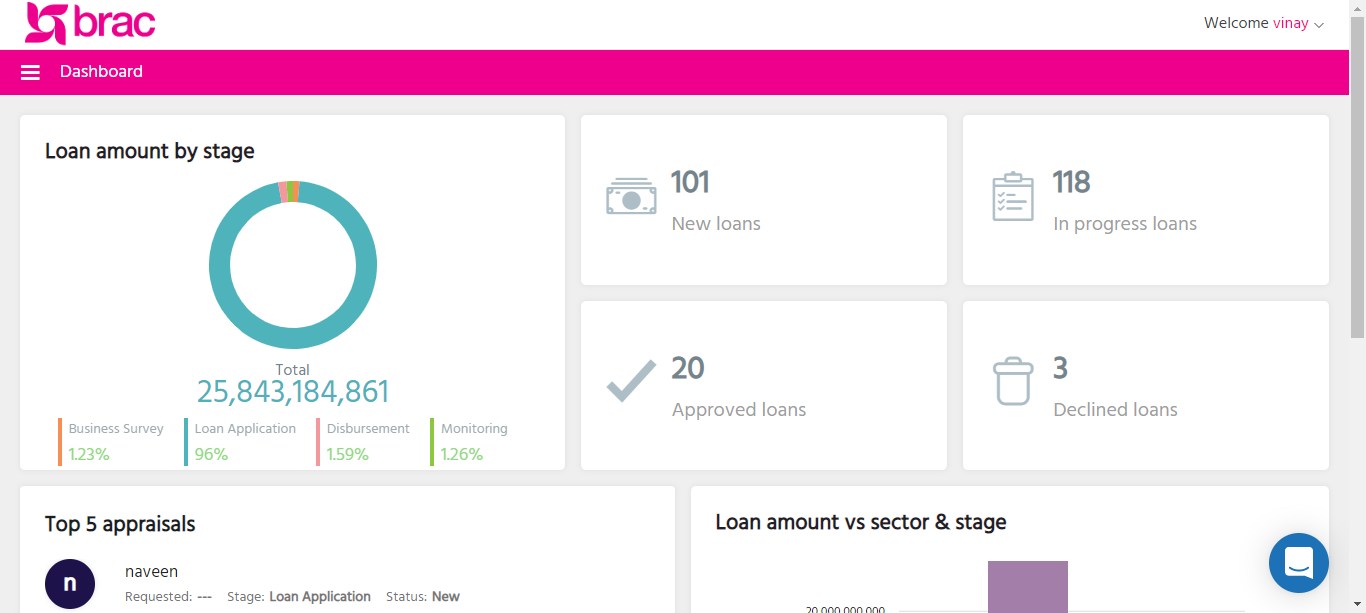 brac
Welcome vinay
Dashboard
Loan amount by stage
Total
25,843,184,861
Business Survey
1.23%
Loan Application
96%
Disbursement
1.59%
Monitoring
1.26%
101
New loans
118
In progress loans
20
Approved loans
3
Declined loans
Top 5 appraisals
n
naveen
Requested: --- Stage: Loan Application Status: New
Loan amount vs sector & stage
20,000,000,000